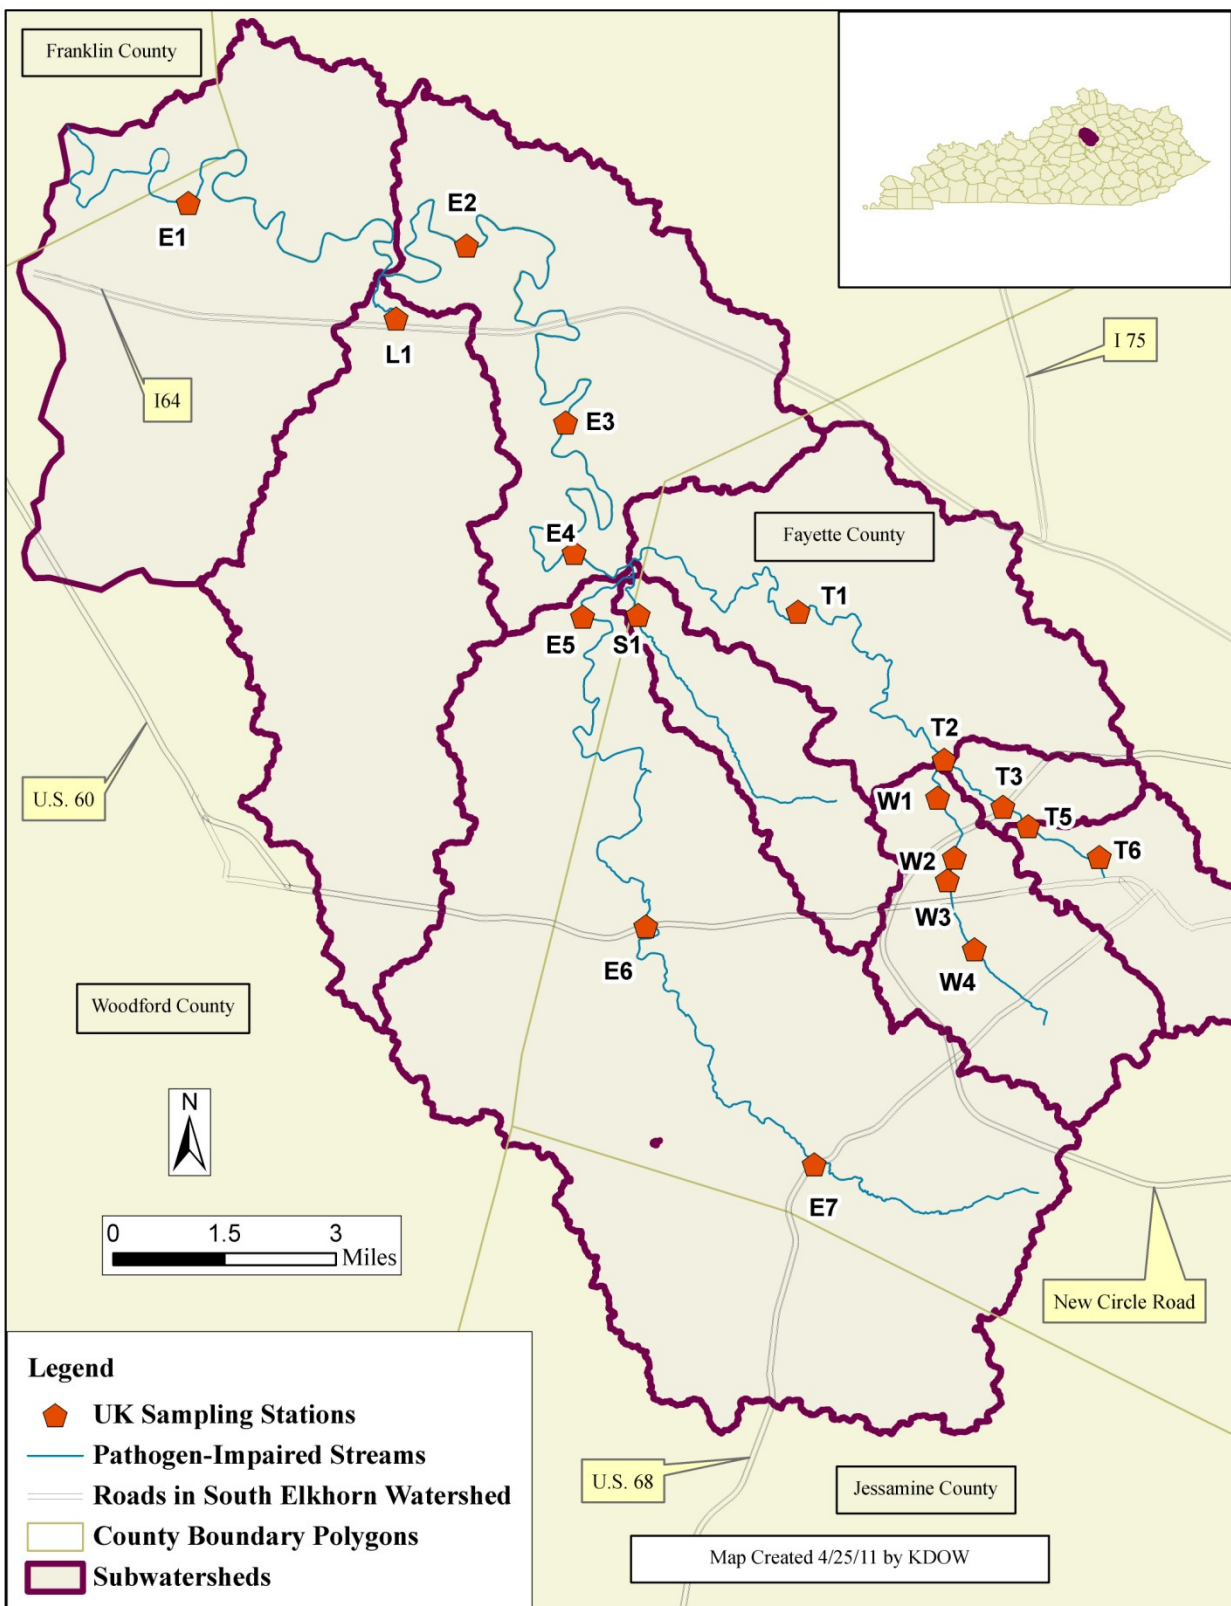 Franklin County
E1
E2
L1
I64
I 75
E3
E4
Fayette County
T1
E5
S1
T2
T3
W1
T5
U.S. 60
W2
T6
W3
E6
W4
Woodford County
N
E7
0 1.5 3
Miles
New Circle Road
Legend
UK Sampling Stations
Pathogen-Impaired Streams
Roads in South Elkhorn Watershed
County Boundary Polygons
Subwatersheds
U.S. 68
Jessamine County
Map Created 4/25/11 by KDOW